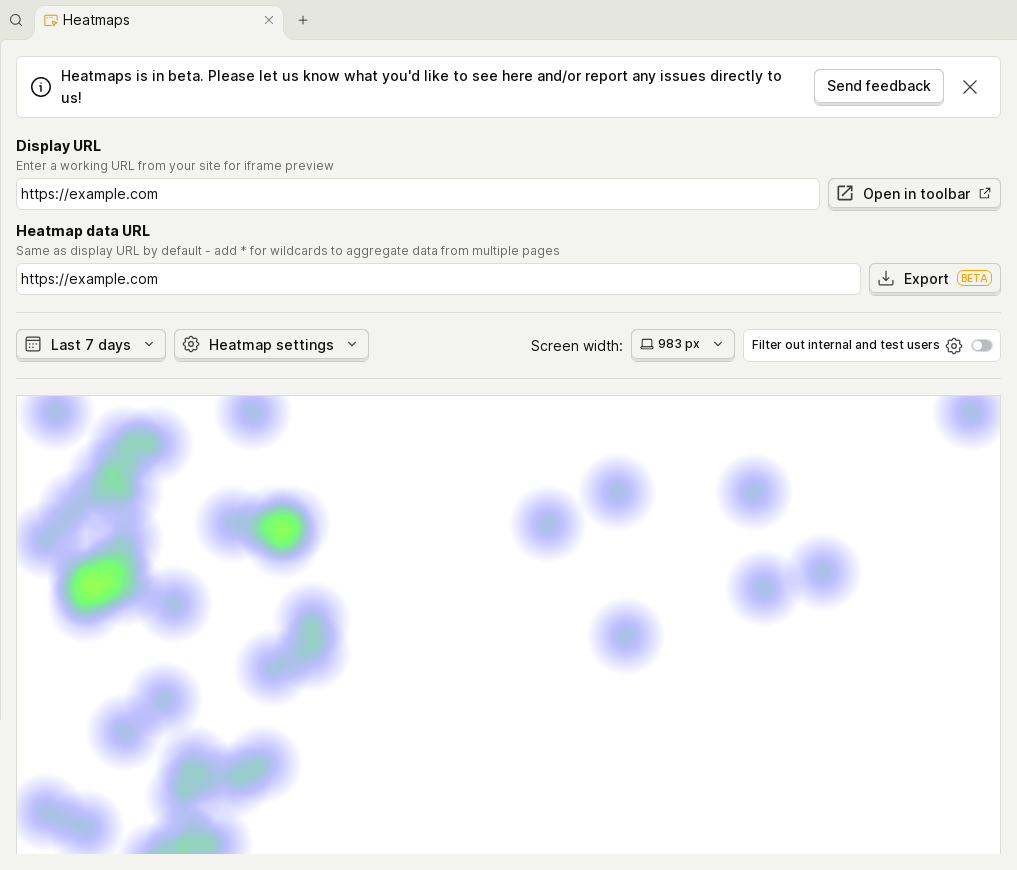 Heatmaps
Heatmaps is in beta. Please let us know what you'd like to see here and/or report any issues directly to
us!
Send feedback
Display URL
Enter a working URL from your site for iframe preview
https://example.com
Open in toolbar
Heatmap data URL
Same as display URL by default - add * for wildcards to aggregate data from multiple pages
https://example.com
Export BETA
Last 7 days
Heatmap settings
Screen width:
983 px
Filter out internal and test users